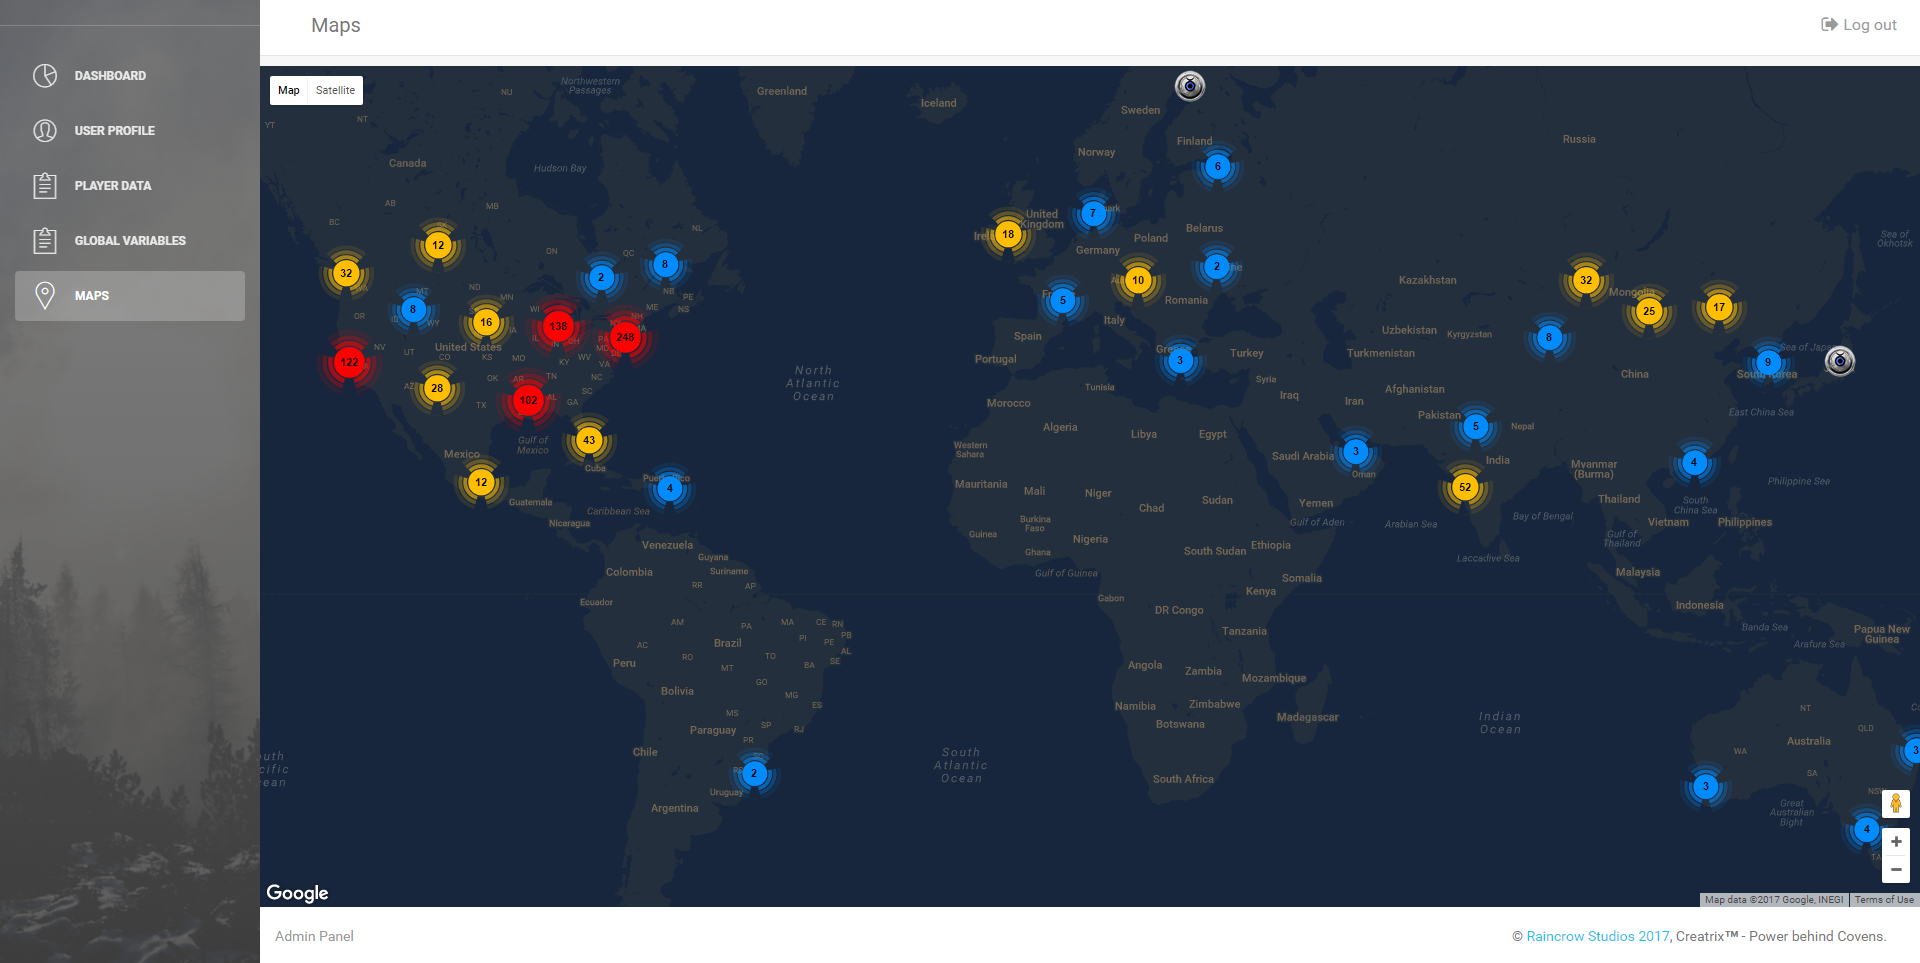 Maps
Log out
DASHBOARD
USER PROFILE
PLAYER DATA
GLOBAL VARIABLES
MAPS
Map Satellite
Northwestern
Passages
Greenland
Iceland
Sweden
Finland
Norway
Russia
NU
NT
YT
Canada
Hudson Bay
AB
MB
BC
NL
ON
QC
NB
PE
NS
ME
NH
United
Kingdom
Belarus
Poland
Germany
Sea of
Okhotsk
6
7
18
12
32
8
2
8
16
138
248
122
28
102
43
12
4
5
10
2
3
32
25
17
8
9
5
3
52
4
2
3
3
4
MT
ND
MN
WI
OR
WY
NV
UT
CO
KS
MO
IL
KY
WV
VA
PA
MD
OK
AR
TN
NC
SC
TX
AL
GA
United States
Romania
Italy
Spain
Portugal
Turkey
Kazakhstan
Uzbekistan
Kyrgyzstan
Turkmenistan
Mongolia
China
South Korea
Sea of Japan
North
Atlantic
Ocean
Tunisia
Syria
Iraq
Iran
Afghanistan
Pakistan
Nepal
East China Sea
Morocco
Algeria
Libya
Egypt
Western
Sahara
Saudi Arabia
Oman
India
Myanmar
(Burma)
Philippine Sea
Gulf of
Mexico
Mexico
Cuba
Puerto Rico
Guatemala
Caribbean Sea
Nicaragua
Mauritania
Mali
Niger
Sudan
Chad
Yemen
Gulf of Aden
Arabian Sea
Bay of Bengal
Thailand
South
China Sea
Vietnam
Philippines
Gulf of
Thailand
Laccadive Sea
Burkina
Faso
Guinea
Ghana
Nigeria
South Sudan
Ethiopia
Gulf of Guinea
Somalia
Malaysia
Venezuela
Guyana
Suriname
Colombia
RR
AP
Ecuador
Gabon
Kenya
DR Congo
Indonesia
Tanzania
Banda Sea
Arafura Sea
Papua New
Guinea
AM
PA
MA
CE
RN
PB
PI
PE
AL
SE
AC
RO
Brazil
TO
BA
MT
GO
MG
ES
Peru
Bolivia
MS
SP
RJ
PR
Paraguay
Chile
Uruguay
Argentina
Angola
Zambia
Mozambique
Namibia
Zimbabwe
Botswana
Madagascar
South Africa
Indian
Ocean
South
Atlantic
Ocean
NT
QLD
WA
Australia
SA
Great
Australian
Bight
Google
Map data ©2017 Google, INEGI Terms of Use
Admin Panel
© Raincrow Studios 2017, Creatrix™ - Power behind Covens.